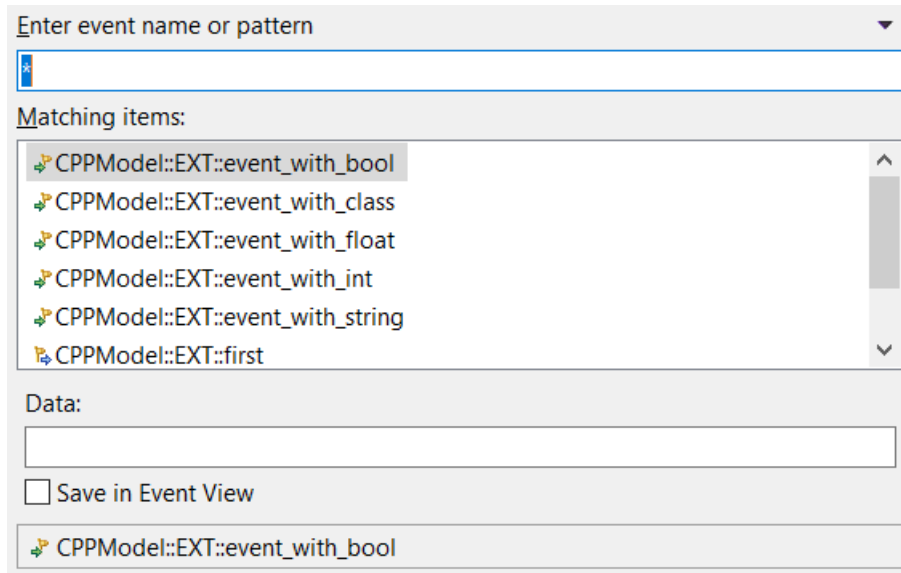 Enter event name or pattern
*
Matching items:
CPPModel::EXT::event_with_bool
CPPModel::EXT::event_with_class
CPPModel::EXT::event_with_float
CPPModel::EXT::event_with_int
CPPModel::EXT::event_with_string
CPPModel::EXT::first
Data:
Save in Event View
CPPModel::EXT::event_with_bool